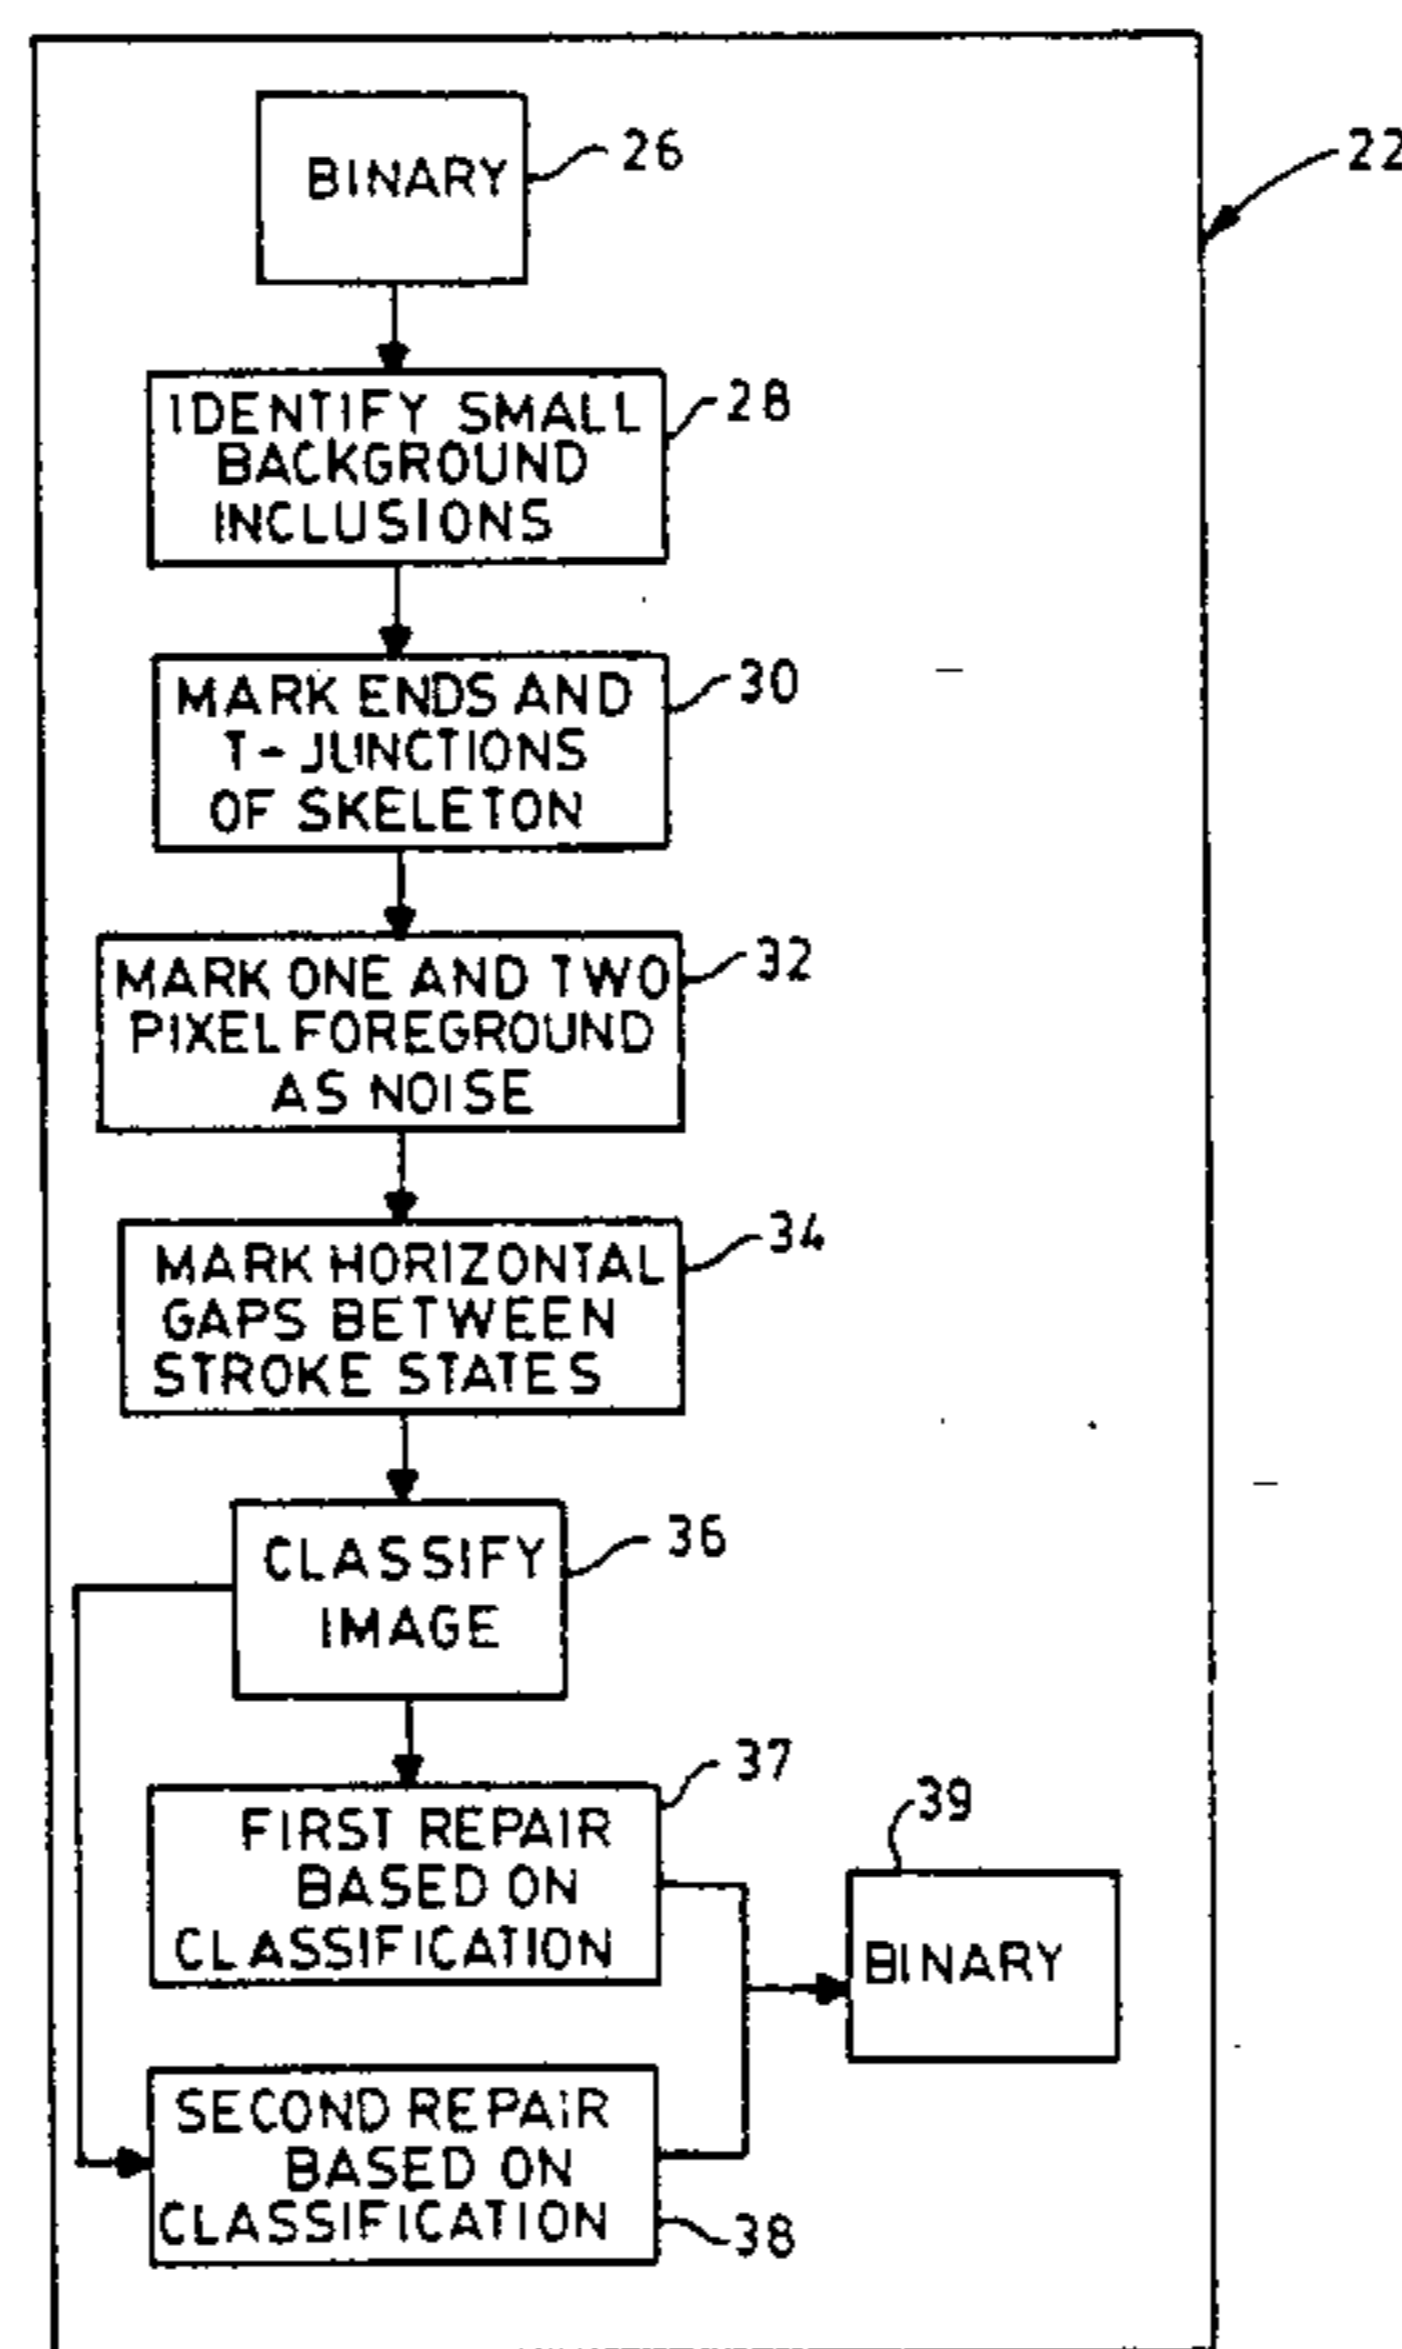 BINARY
26
22
IDENTIFY SMALL
BACKGROUND
INCLUSIONS
28
MARK ENDS AND
T-JUNCTIONS
OF SKELETON
30
MARK ONE AND TWO
PIXEL FOREGROUND
AS NOISE
32
MARK HORIZONTAL
GAPS BETWEEN
STROKE STATES
34
CLASSIFY
IMAGE
36
FIRST REPAIR
BASED ON
CLASSIFICATION
37
39
BINARY
SECOND REPAIR
BASED ON
CLASSIFICATION
38